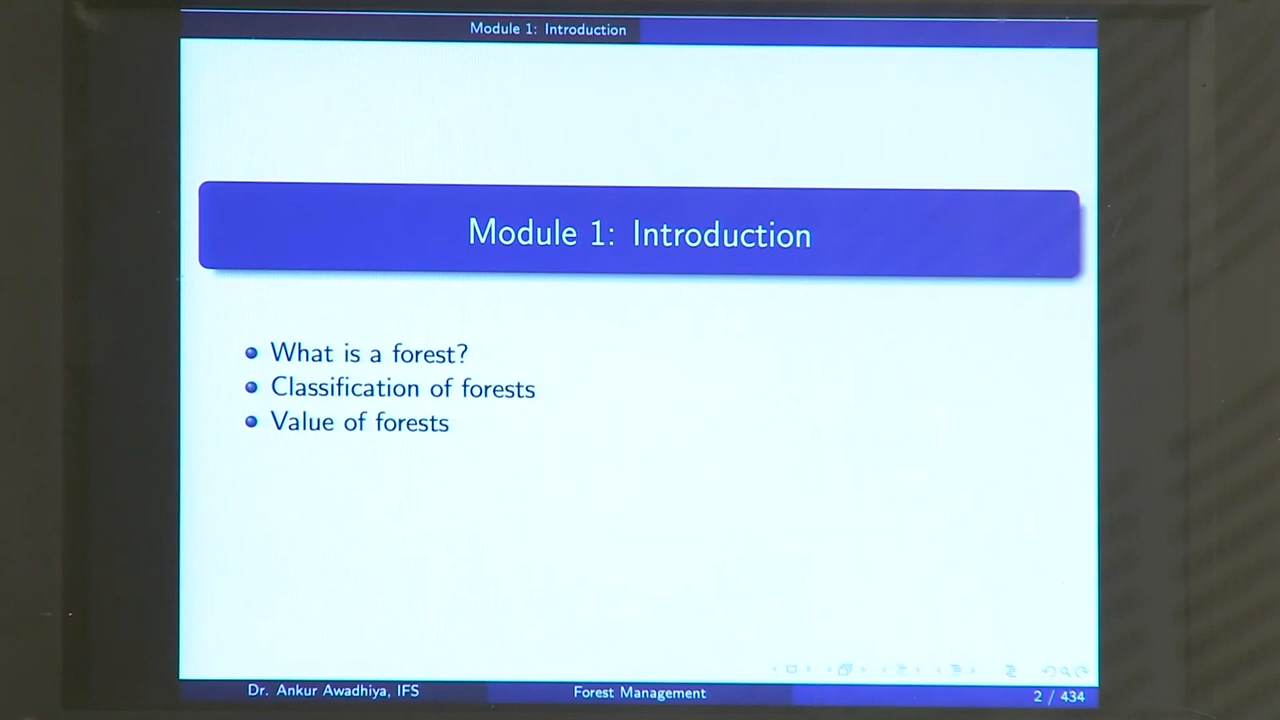 Module 1: Introduction
Module 1: Introduction
What is a forest?
Classification of forests
Value of forests
Dr. Ankur Awadhiya, IFS
Forest Management
2 / 434